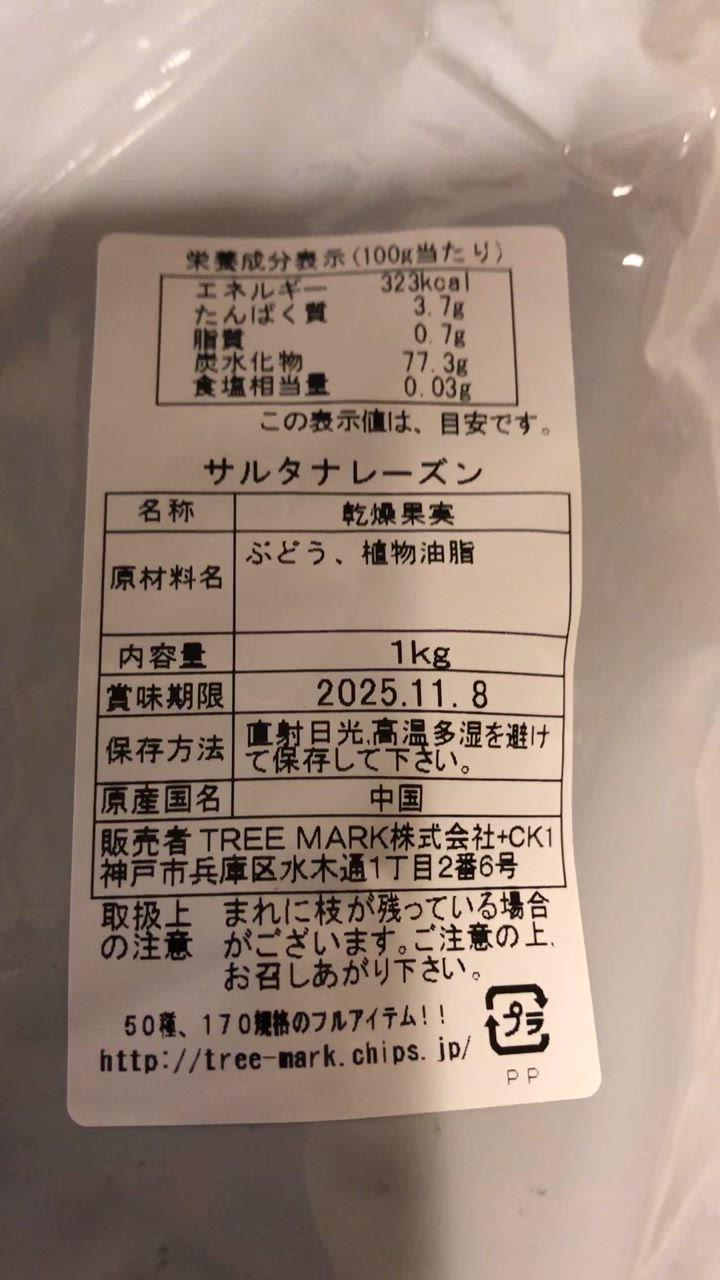 栄養成分表示(100g当たり)
エネルギー 323kcal
たんぱく質 3.7g
脂質 0.7g
炭水化物 77.3g
食塩相当量 0.03g
この表示値は、目安です。
サルタナレーズン
名称 乾燥果実
原材料名 ぶどう、植物油脂
内容量 1kg
賞味期限 2025.11.8
保存方法 直射日光,高温多湿を避け
て保存して下さい。
原産国名 中国
販売者 TREE MARK株式会社+CK1
神戸市兵庫区水木通1丁目2番6号
取扱上 まれに枝が残っている場合
の注意 がございます。ご注意の上、
お召しあがり下さい。
50種、170規格のフルアイテム!!
http://tree-mark.chips.jp/
プラ
PP